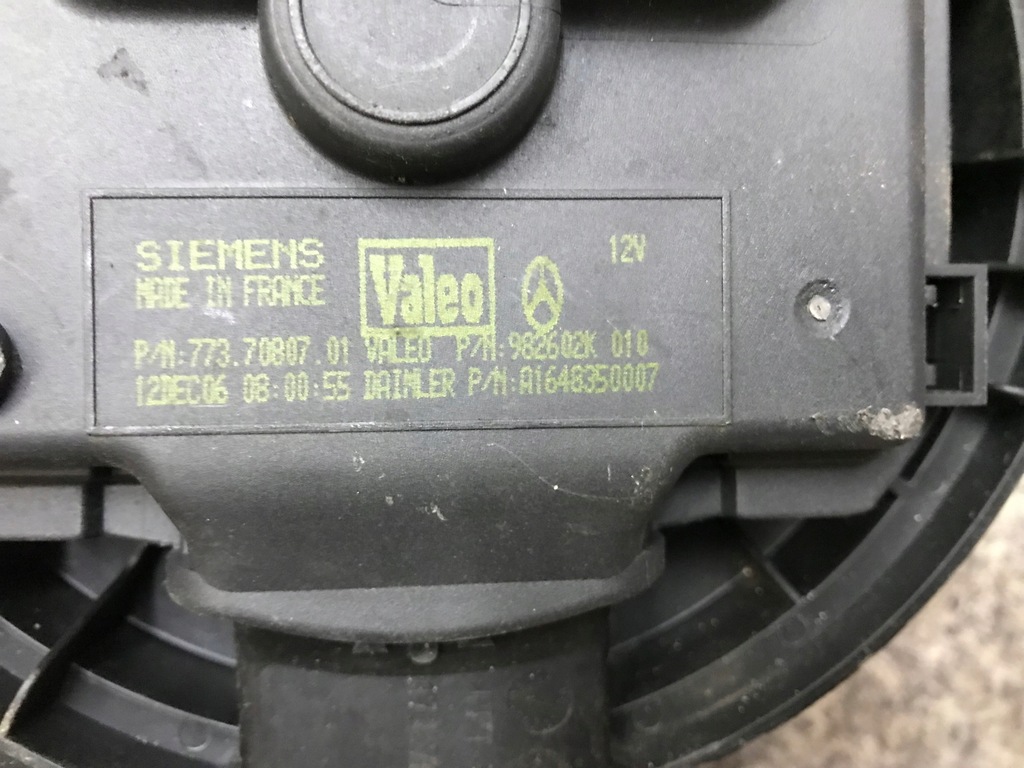 SIEMENS
MADE IN FRANCE
Valeo
12V
P/N:773.70807.01 VALEO P/N:982602K 010
12DEC06 08:00:55 DAIMLER P/N:A1648350007